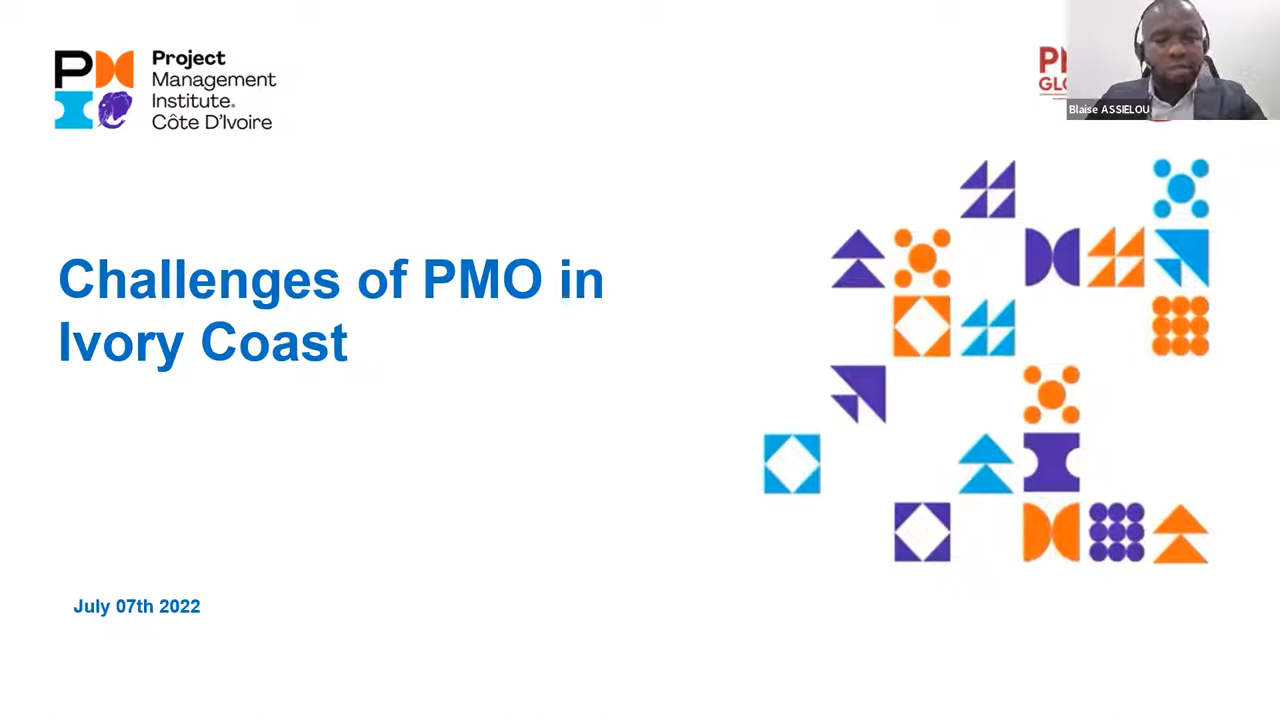 Project
Management
Institute®
Côte D'Ivoire
Blaise ASSIELOU
Challenges of PMO in
Ivory Coast
July 07th 2022